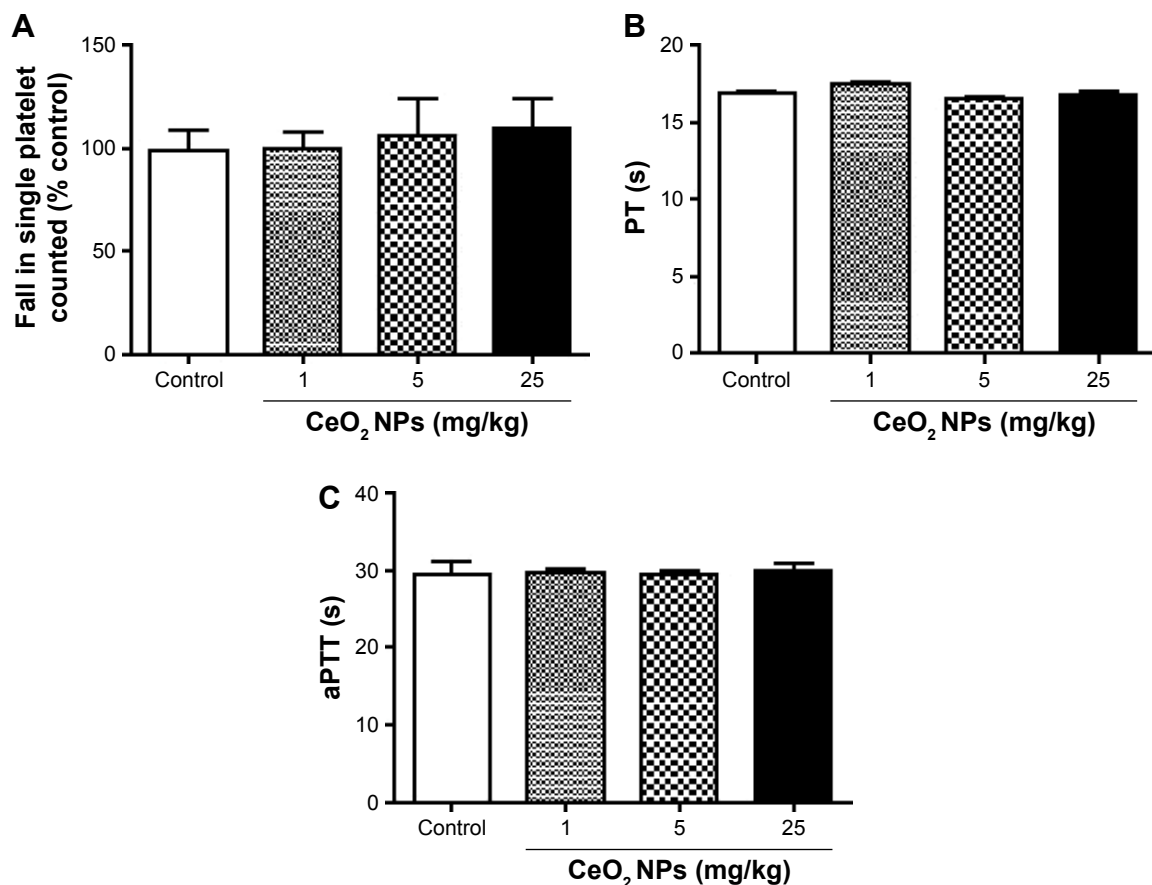 A
Fall in single platelet
counted (% control)
150
100
50
0
Control 1 5 25
CeO2 NPs (mg/kg)
B
PT (s)
20
15
10
5
0
Control 1 5 25
CeO2 NPs (mg/kg)
C
aPTT (s)
40
30
20
10
0
Control 1 5 25
CeO2 NPs (mg/kg)